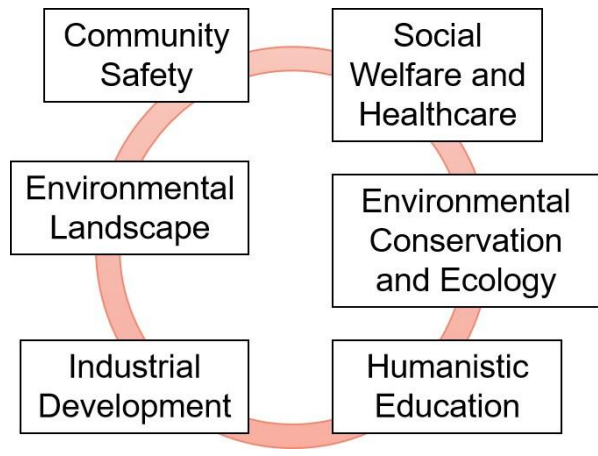 Community
Safety
Social
Welfare and
Healthcare
Environmental
Landscape
Environmental
Conservation
and Ecology
Industrial
Development
Humanistic
Education